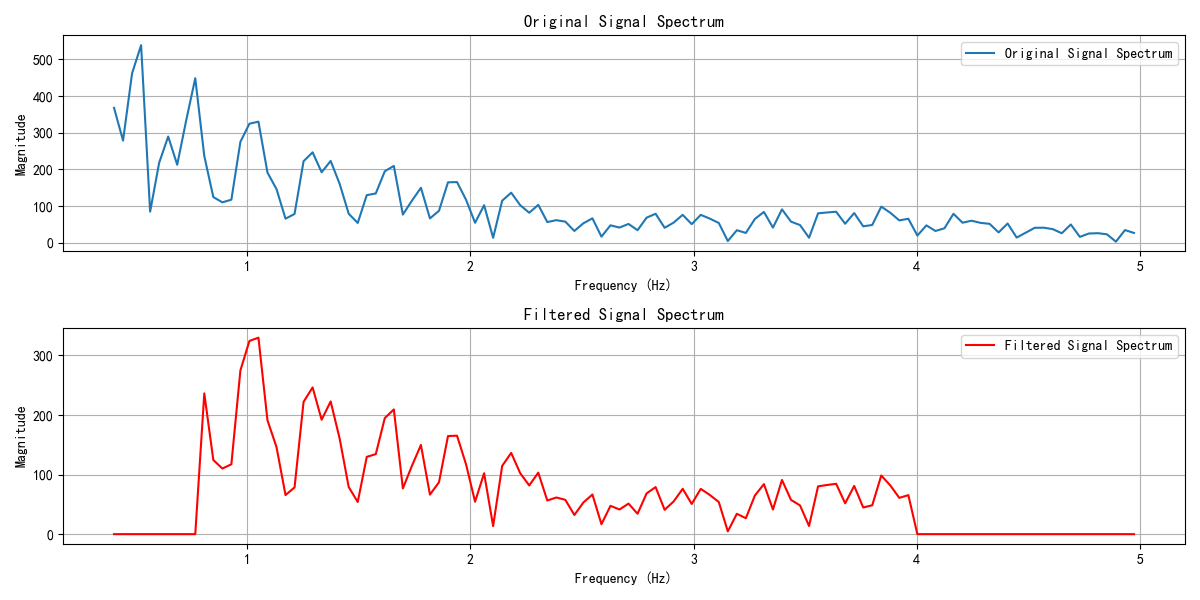 Original Signal Spectrum
Original Signal Spectrum
Magnitude
500
400
300
200
100
0
1 2 3 4 5
Frequency (Hz)
Filtered Signal Spectrum
Filtered Signal Spectrum
Magnitude
300
200
100
0
1 2 3 4 5
Frequency (Hz)